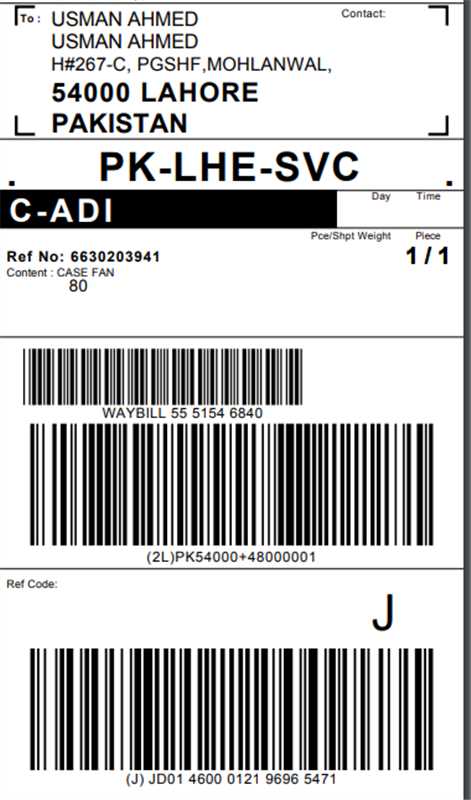 To :
USMAN AHMED
Contact:
USMAN AHMED
H#267-C, PGSHF,MOHLANWAL,
54000 LAHORE
PAKISTAN
. PK-LHE-SVC .
C-ADI
Day Time
Pce/Shpt Weight Piece
Ref No: 6630203941
1 / 1
Content : CASE FAN
80
WAYBILL 55 5154 6840
(2L)PK54000+48000001
Ref Code:
J
(J) JD01 4600 0121 9696 5471